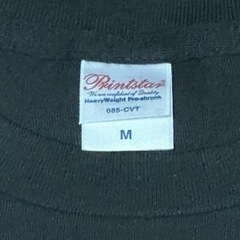 Printstar
We are confident of Quality.
HeavyWeight Pre-shrunk
085-CVT
M